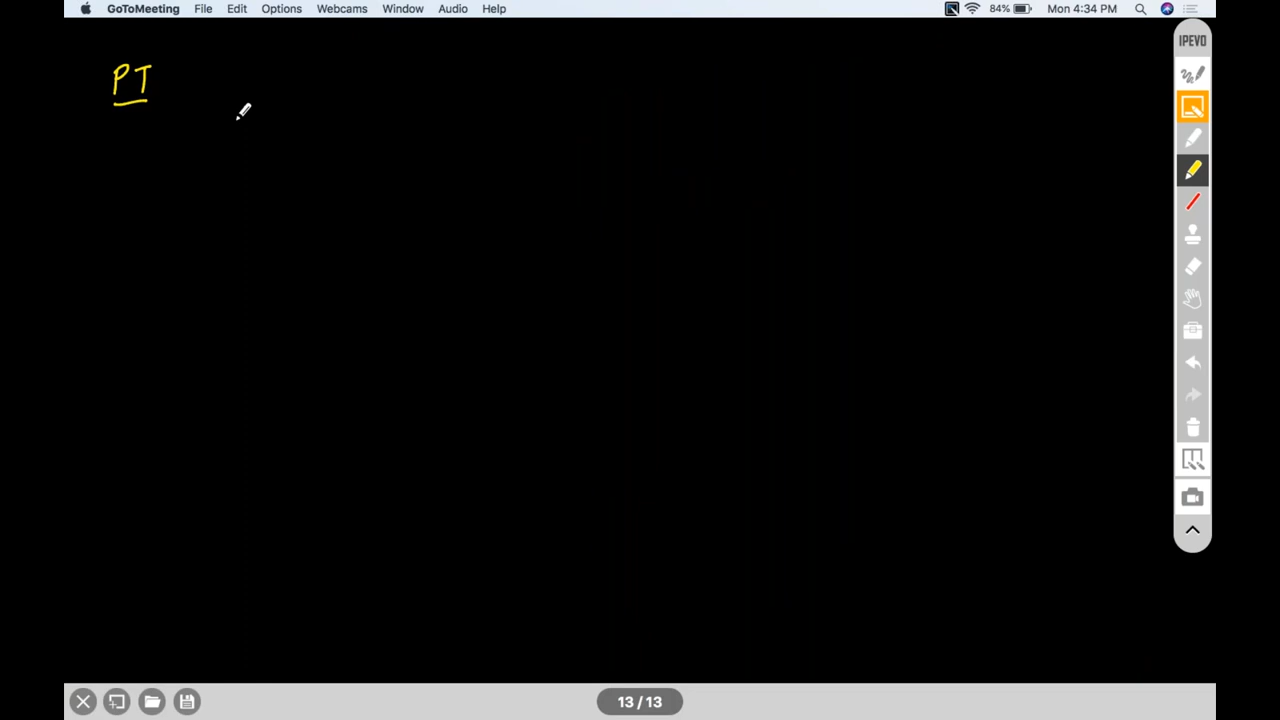 GoToMeeting File Edit Options Webcams Window Audio Help 84% Mon 4:34 PM
IPEVO
PT
13 / 13